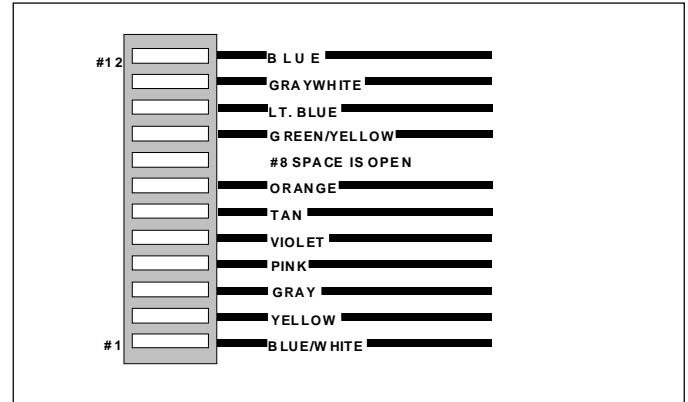 #12 BLUE
GRAYWHITE
LT. BLUE
GREEN/YELLOW
#8 SPACE IS OPEN
ORANGE
TAN
VIOLET
PINK
GRAY
YELLOW
#1 BLUE/WHITE